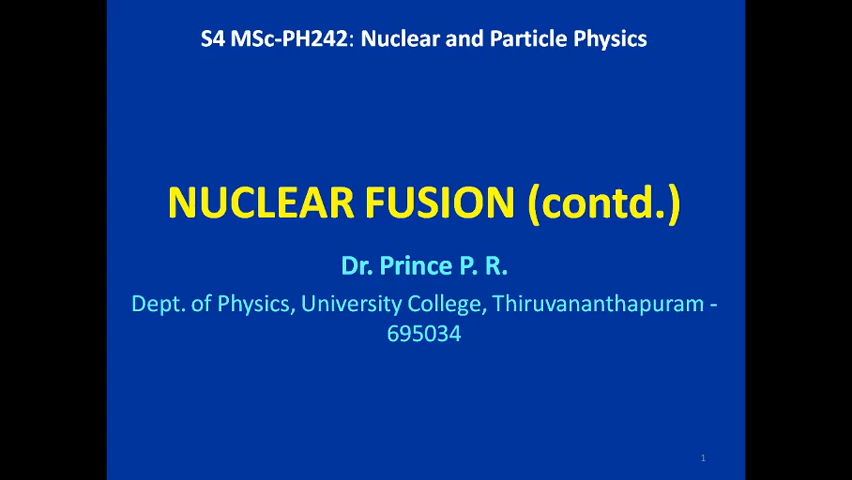 S4 MSc-PH242: Nuclear and Particle Physics
NUCLEAR FUSION (contd.)
Dr. Prince P. R.
Dept. of Physics, University College, Thiruvananthapuram -
695034
1